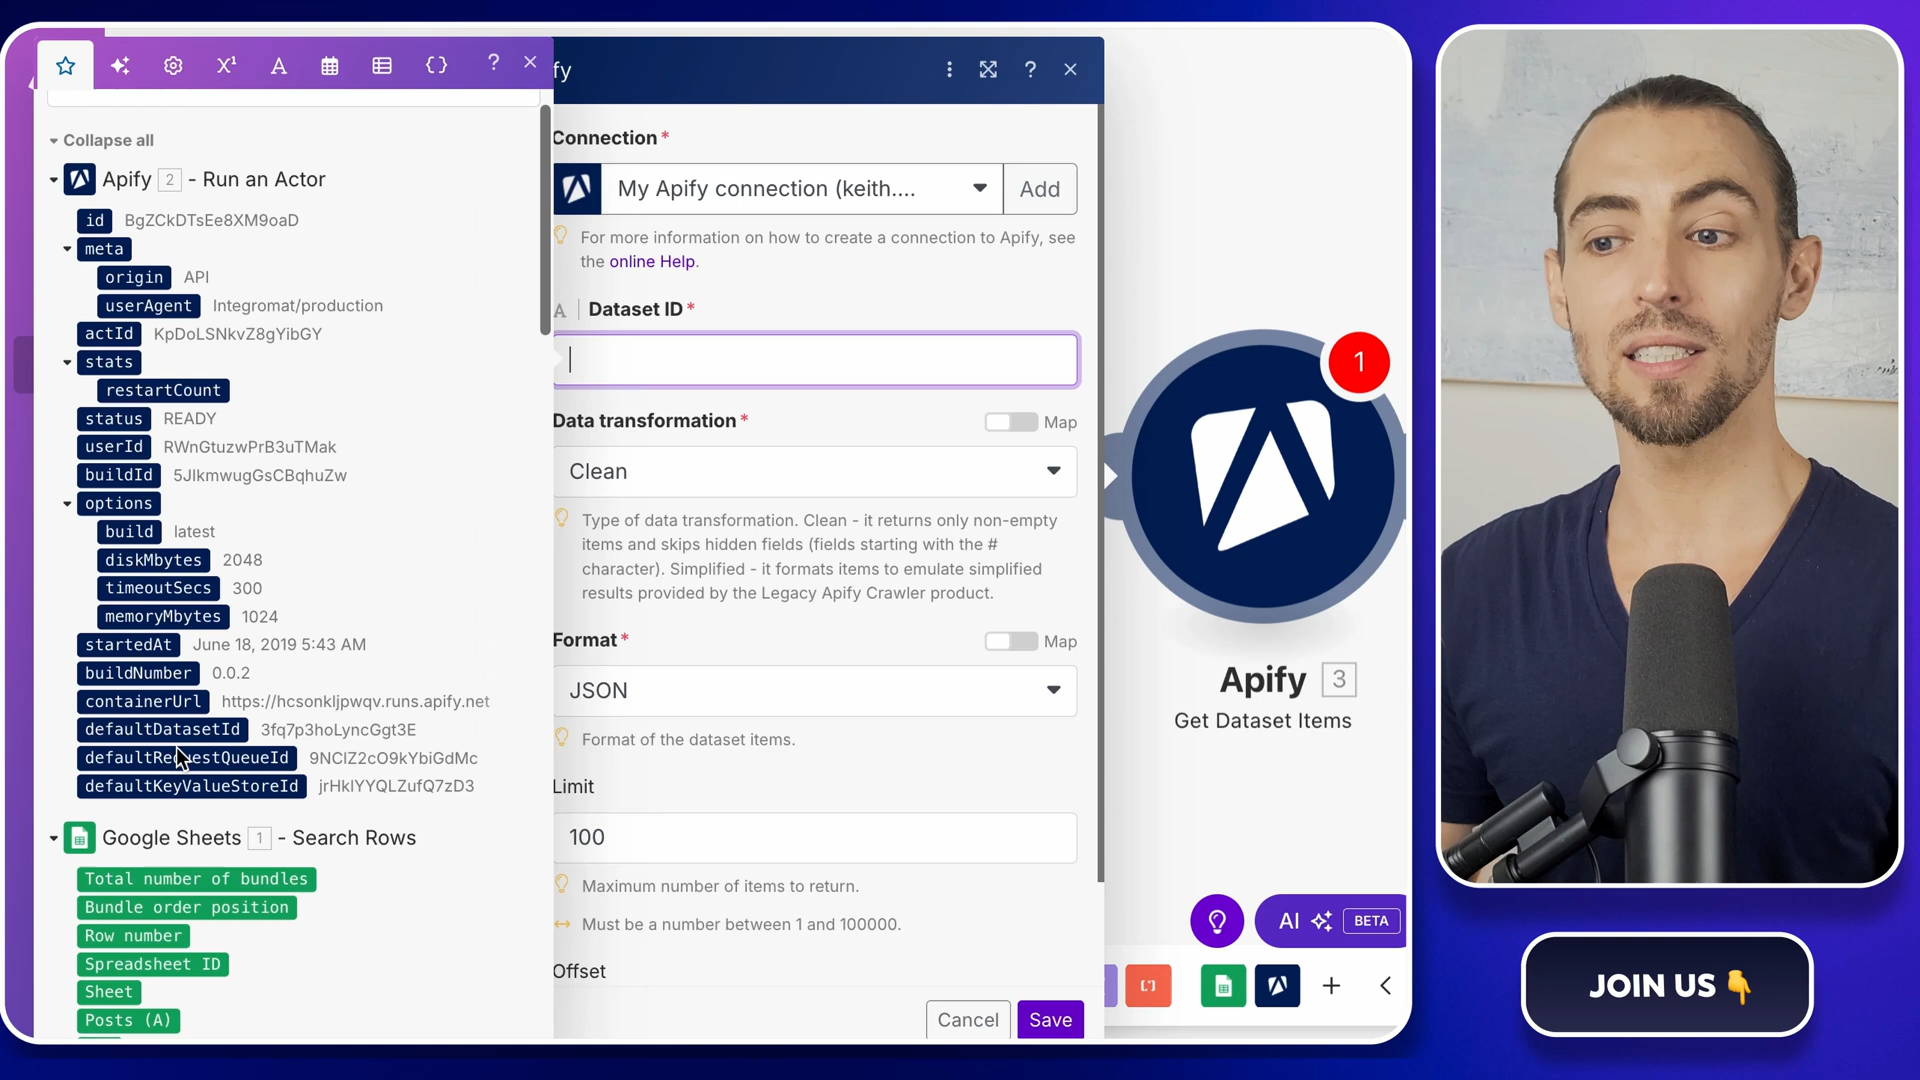 Collapse all
Apify 2 - Run an Actor
id BgZCkDTsEe8XM9oaD
meta
origin API
userAgent Integromat/production
actId KpDoLSNkvZ8gYibGY
stats
restartCount
status READY
userId RWnGtuzwPrB3uTMak
buildId 5JIkmwugGsCBqhuZw
options
build latest
diskMbytes 2048
timeoutSecs 300
memoryMbytes 1024
startedAt June 18, 2019 5:43 AM
buildNumber 0.0.2
containerUrl https://hcsonkljpwqv.runs.apify.net
defaultDatasetId 3fq7p3hoLyncGgt3E
defaultRequestQueueId 9NClZ2cO9kYbiGdMc
defaultKeyValueStoreId jrHklYYQLZufQ7zD3
Google Sheets 1 - Search Rows
Total number of bundles
Bundle order position
Row number
Spreadsheet ID
Sheet
Posts (A)
fy
Connection *
My Apify connection (keith....
Add
For more information on how to create a connection to Apify, see
the online Help.
A Dataset ID *
Data transformation * Map
Clean
Type of data transformation. Clean - it returns only non-empty
items and skips hidden fields (fields starting with the #
character). Simplified - it formats items to emulate simplified
results provided by the Legacy Apify Crawler product.
Format * Map
JSON
Format of the dataset items.
Limit
100
Maximum number of items to return.
Must be a number between 1 and 100000.
Offset
Cancel Save
1
Apify 3
Get Dataset Items
AI BETA
JOIN US 👇